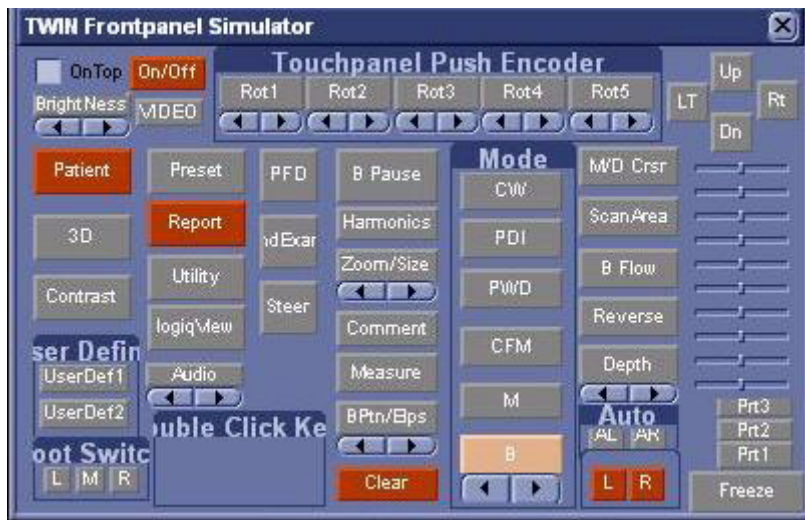 TWIN Frontpanel Simulator
OnTop On/Off
Touchpanel Push Encoder
Rot1 Rot2 Rot3 Rot4 Rot5
BrightNess VIDEO
Up
LT Rt
Dn
Patient Preset PFD B Pause
Mode
CW
M/D Crsr
3D Report ndExar Harmonics PDI ScanArea
Contrast Utility Steer Zoom/Size PWD B Flow
logiqView Comment CFM Reverse
ser Defin
UserDef1 Audio Measure M Depth
UserDef2
ouble Click Ke
BPtn/Elps
Auto
AL AR
Prt3
Prt2
Prt1
oot Switc
L M R
Clear B L R Freeze